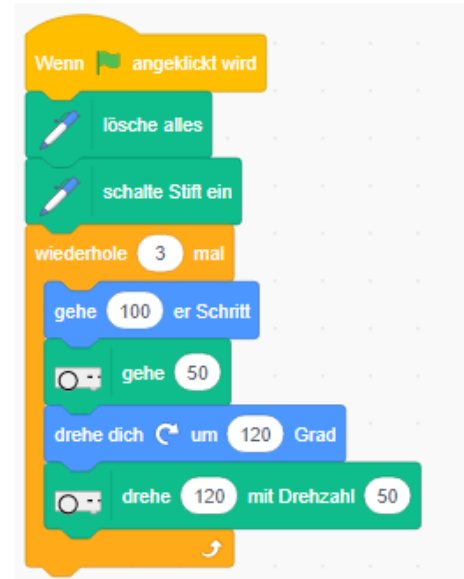 Wenn angeklickt wird
lösche alles
schalte Stift ein
wiederhole 3 mal
gehe 100 er Schritt
gehe 50
drehe dich um 120 Grad
drehe 120 mit Drehzahl 50